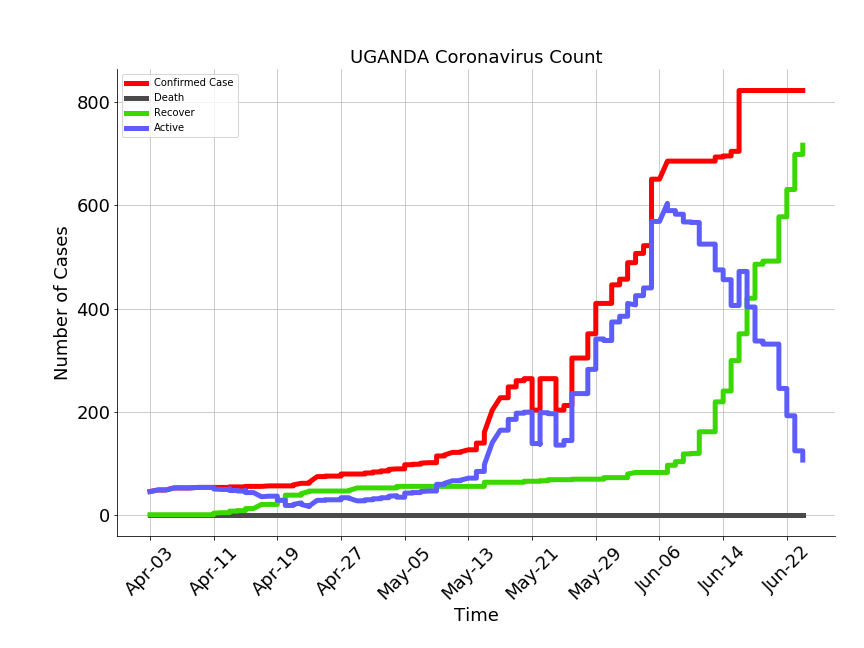 UGANDA Coronavirus Count
Confirmed Case
Death
Recover
Active
Number of Cases
800
600
400
200
0
Apr-03
Apr-11
Apr-19
Apr-27
May-05
May-13
May-21
May-29
Jun-06
Jun-14
Jun-22
Time